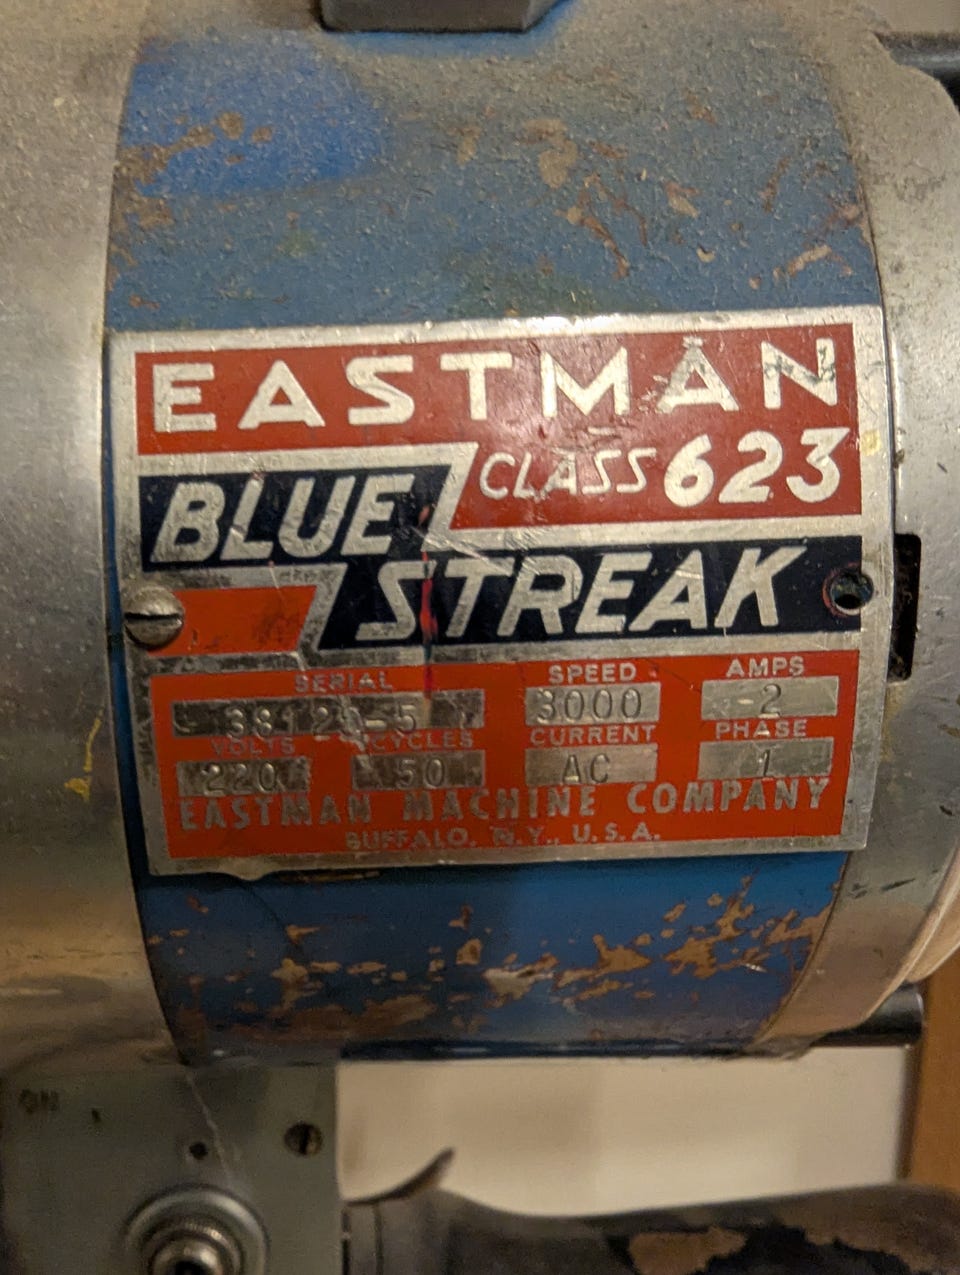 EASTMAN
CLASS 623
BLUE
STREAK
SERIAL SPEED AMPS
3000 -2
VOLTS CYCLES CURRENT PHASE
220 50 AC 1
EASTMAN MACHINE COMPANY
BUFFALO, N.Y., U.S.A.
ON